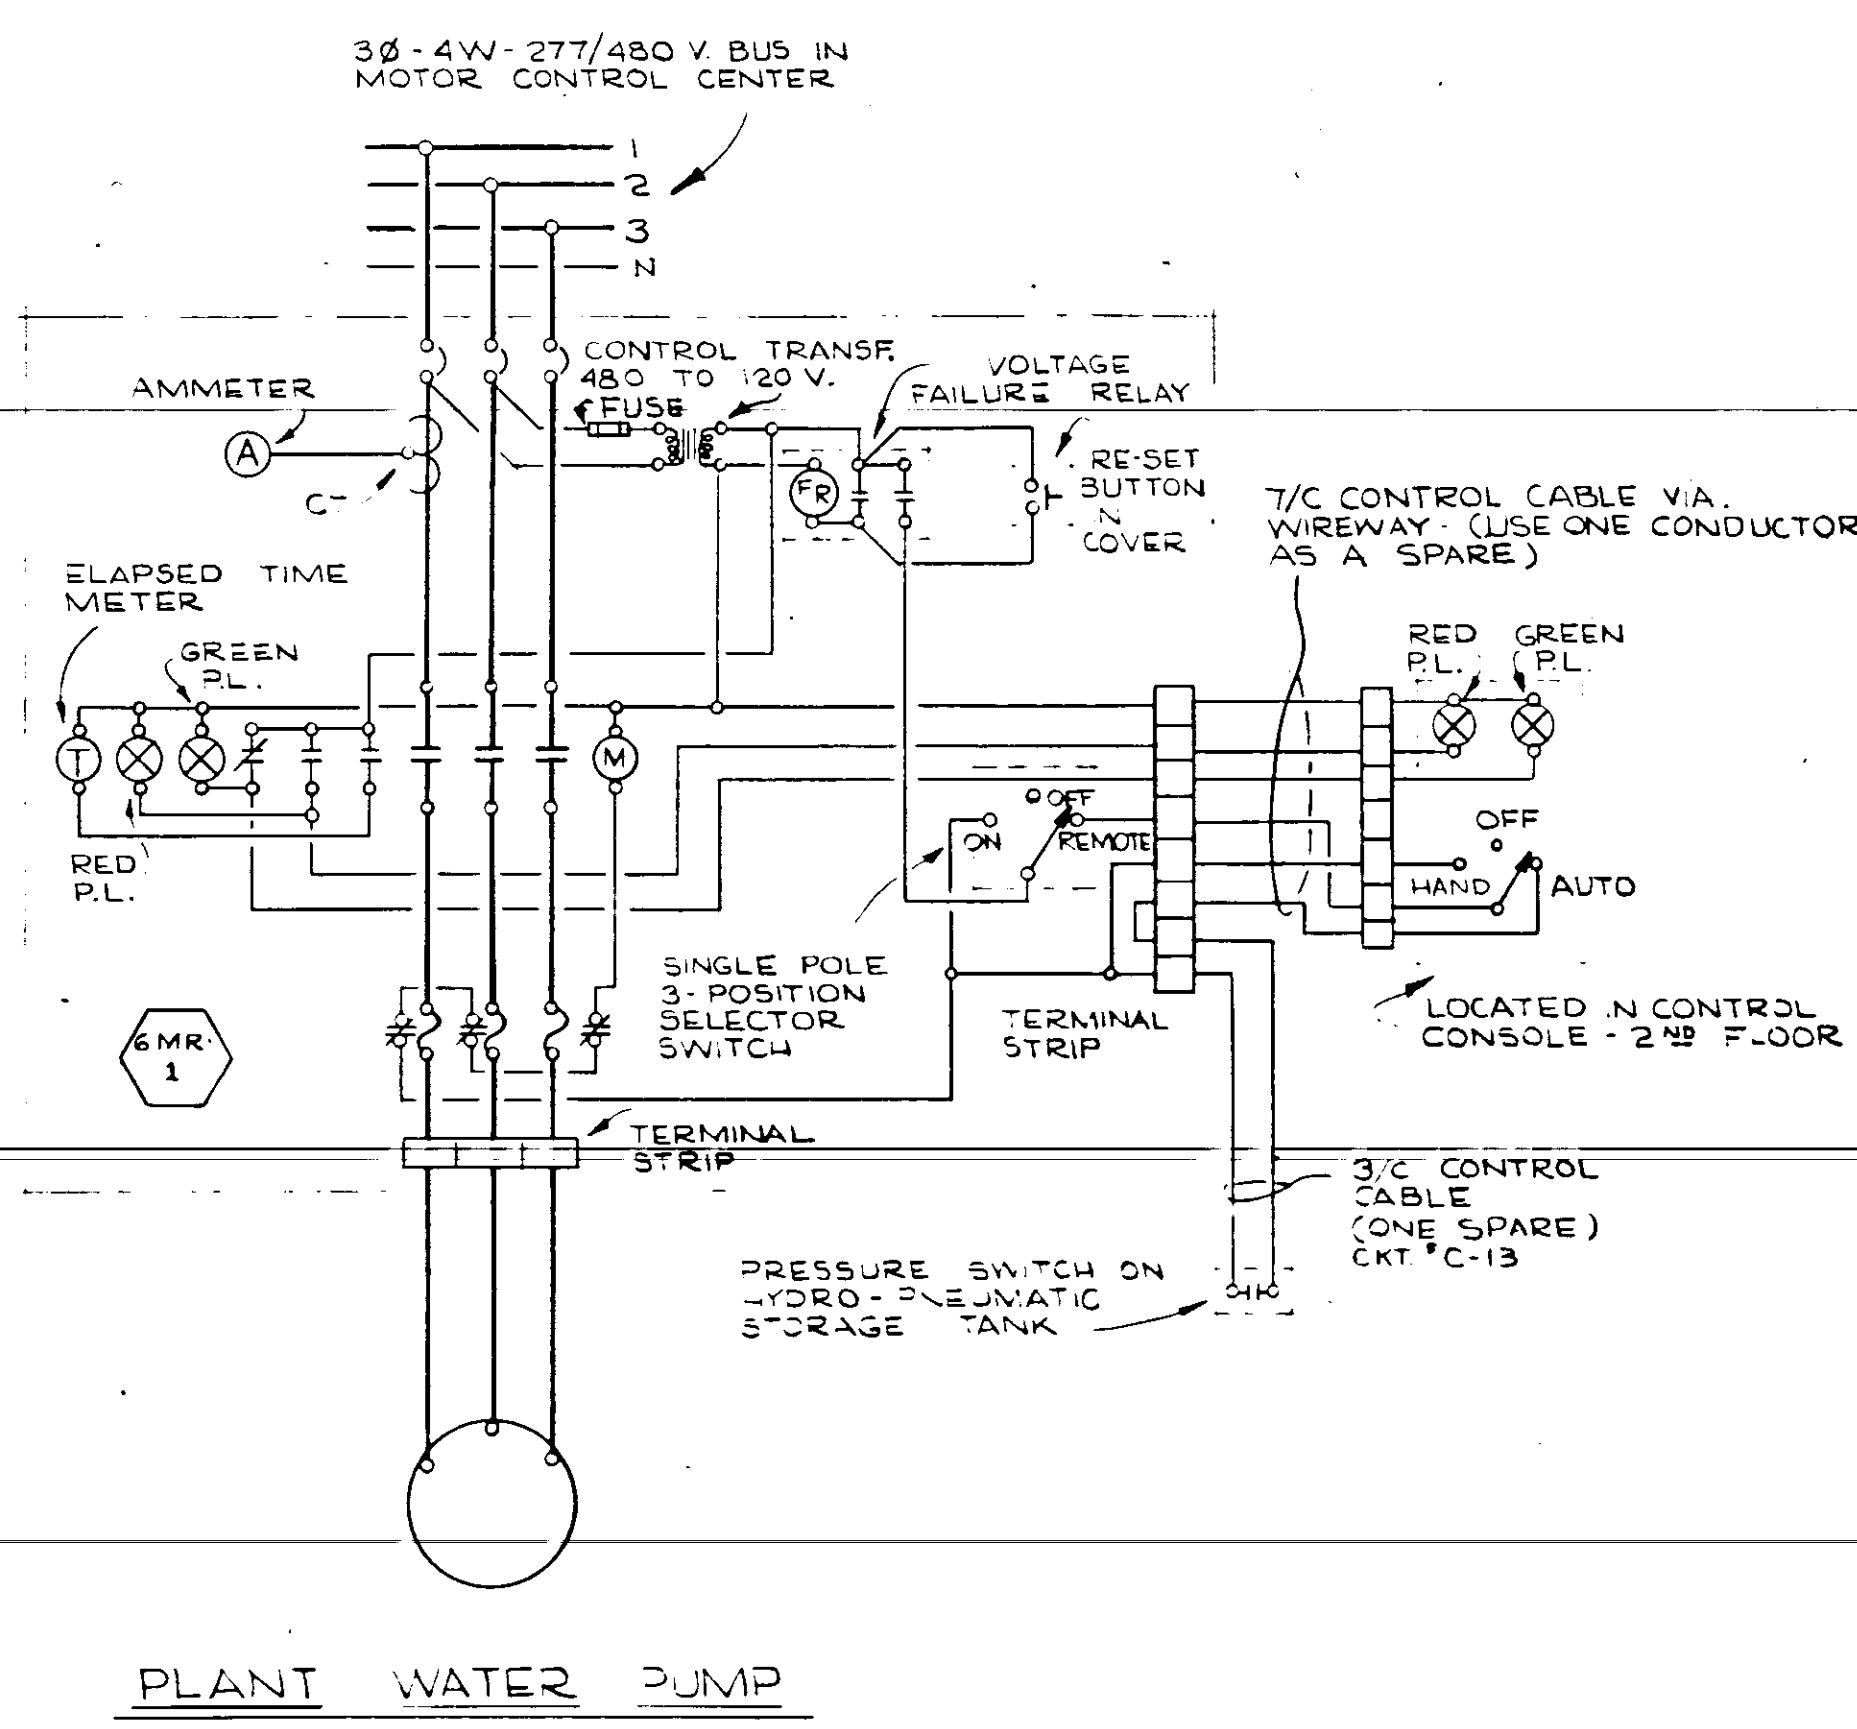 3Ø - 4W - 277/480 V. BUS IN
MOTOR CONTROL CENTER
1
2
3
N
CONTROL TRANSF.
480 TO 120 V.
FUSE
VOLTAGE
FAILURE RELAY
AMMETER
A
FR
RE-SET
BUTTON
IN
COVER
7/C CONTROL CABLE VIA.
WIREWAY - (USE ONE CONDUCTOR
AS A SPARE)
ELAPSED TIME
METER
GREEN
P.L.
RED
P.L.
GREEN
P.L.
T
M
OFF
ON
REMOTE
OFF
HAND
AUTO
RED
P.L.
SINGLE POLE
3-POSITION
SELECTOR
SWITCH
TERMINAL
STRIP
LOCATED IN CONTROL
CONSOLE - 2ND FLOOR
6 MR.
1
TERMINAL
STRIP
3/C CONTROL
CABLE
(ONE SPARE)
CKT. # C-13
PRESSURE SWITCH ON
HYDRO-PNEUMATIC
STORAGE TANK
PLANT WATER PUMP